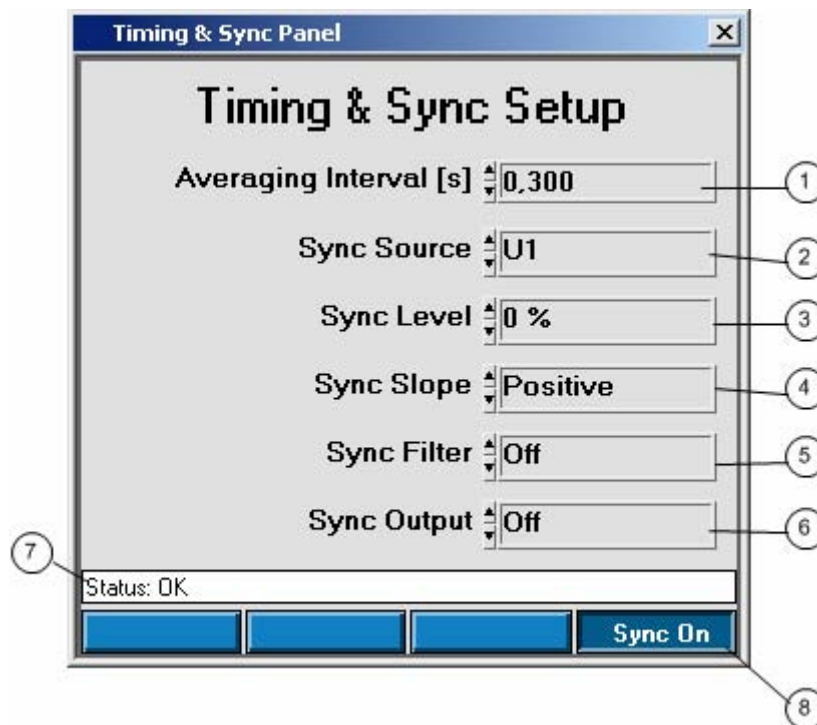 Timing & Sync Panel
Timing & Sync Setup
Averaging Interval [s] 0,300
1
Sync Source U1
2
Sync Level 0 %
3
Sync Slope Positive
4
Sync Filter Off
5
Sync Output Off
6
7
Status: OK
Sync On
8